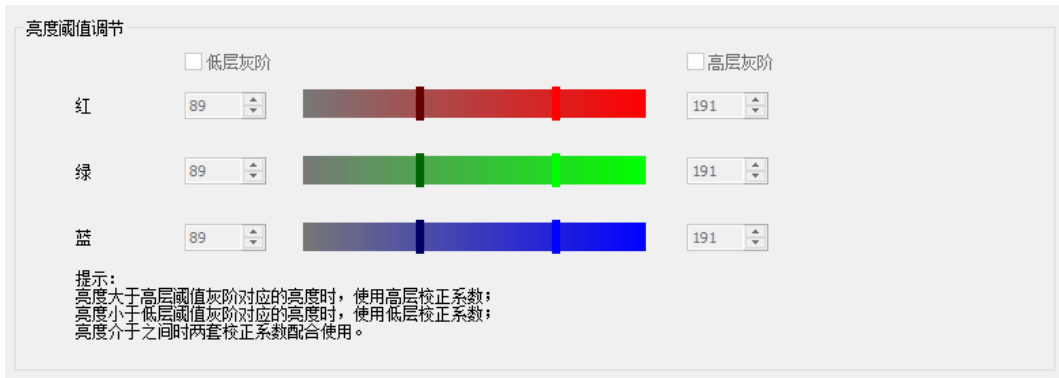 亮度阈值调节
低层灰阶 高层灰阶
红 89 191
绿 89 191
蓝 89 191
提示:
亮度大于高层阈值灰阶对应的亮度时，使用高层校正系数;
亮度小于低层阈值灰阶对应的亮度时，使用低层校正系数;
亮度介于之间时两套校正系数配合使用。